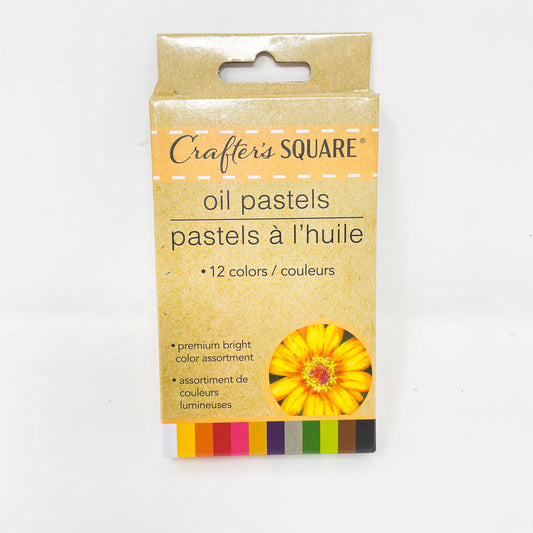 Crafter's SQUARE®
oil pastels
pastels à l'huile
• 12 colors / couleurs
• premium bright
color assortment
• assortiment de
couleurs
lumineuses